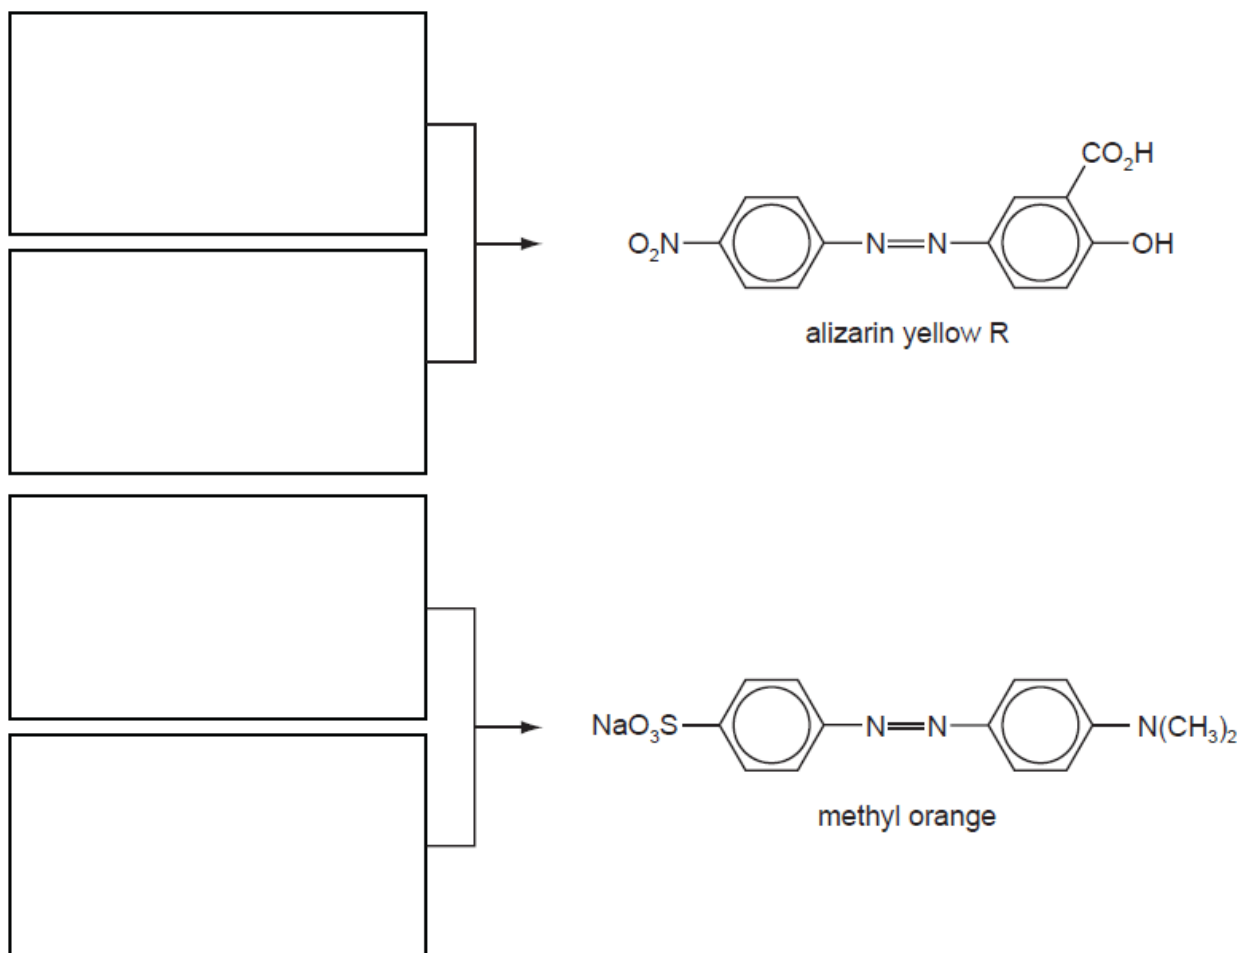 CO₂H
O₂N N N OH
alizarin yellow R
NaO₃S N N N(CH₃)₂
methyl orange